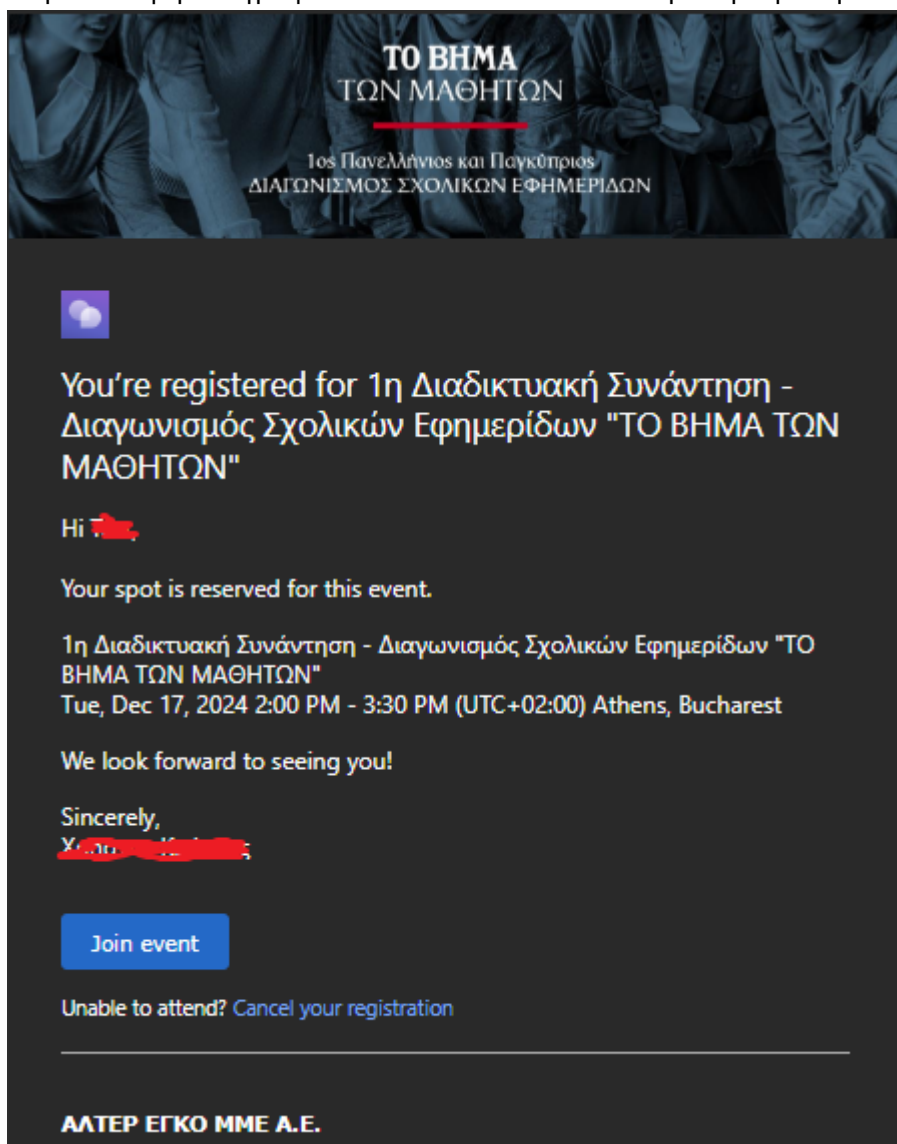 ΤΟ ΒΗΜΑ
ΤΩΝ ΜΑΘΗΤΩΝ
1ος Πανελλήνιος και Παγκύπριος
ΔΙΑΓΩΝΙΣΜΟΣ ΣΧΟΛΙΚΩΝ ΕΦΗΜΕΡΙΔΩΝ
You're registered for 1η Διαδικτυακή Συνάντηση -
Διαγωνισμός Σχολικών Εφημερίδων "ΤΟ ΒΗΜΑ ΤΩΝ
ΜΑΘΗΤΩΝ"
Hi
Your spot is reserved for this event.
1η Διαδικτυακή Συνάντηση - Διαγωνισμός Σχολικών Εφημερίδων "ΤΟ
ΒΗΜΑ ΤΩΝ ΜΑΘΗΤΩΝ"
Tue, Dec 17, 2024 2:00 PM - 3:30 PM (UTC+02:00) Athens, Bucharest
We look forward to seeing you!
Sincerely,
Join event
Unable to attend? Cancel your registration
ΑΛΤΕΡ ΕΓΚΟ ΜΜΕ Α.Ε.